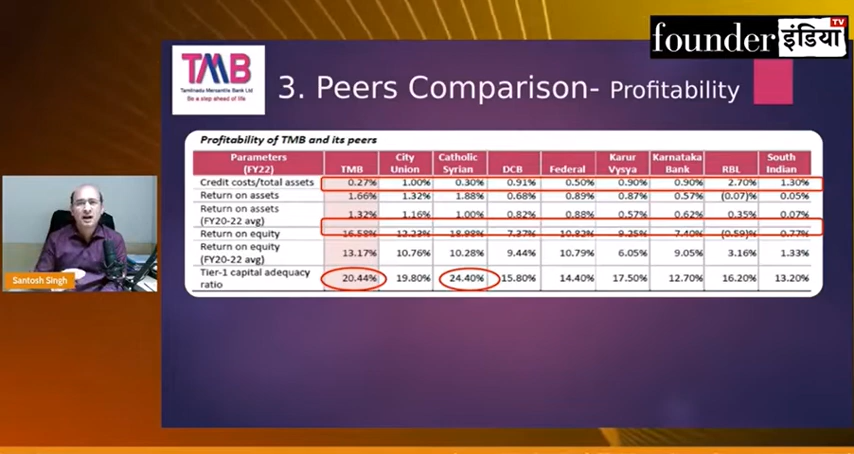 founder इंडिया TV
TMB
Tamilnadu Mercantile Bank Ltd
Be a step ahead of life
3. Peers Comparison- Profitability
Profitability of TMB and its peers
Parameters (FY22) TMB City Union Catholic Syrian DCB Federal Karur Vysya Karnataka Bank RBL South Indian
Credit costs/total assets 0.27% 1.00% 0.30% 0.91% 0.50% 0.90% 0.90% 2.70% 1.30%
Return on assets 1.66% 1.32% 1.88% 0.68% 0.89% 0.87% 0.57% (0.07)% 0.05%
Return on assets (FY20-22 avg) 1.32% 1.16% 1.00% 0.82% 0.88% 0.57% 0.62% 0.35% 0.07%
Return on equity 16.58% 12.23% 18.98% 7.37% 10.82% 9.25% 7.40% (0.59)% 0.77%
Return on equity (FY20-22 avg) 13.17% 10.76% 10.28% 9.44% 10.79% 6.05% 9.05% 3.16% 1.33%
Tier-1 capital adequacy ratio 20.44% 19.80% 24.40% 15.80% 14.40% 17.50% 12.70% 16.20% 13.20%
Santosh Singh